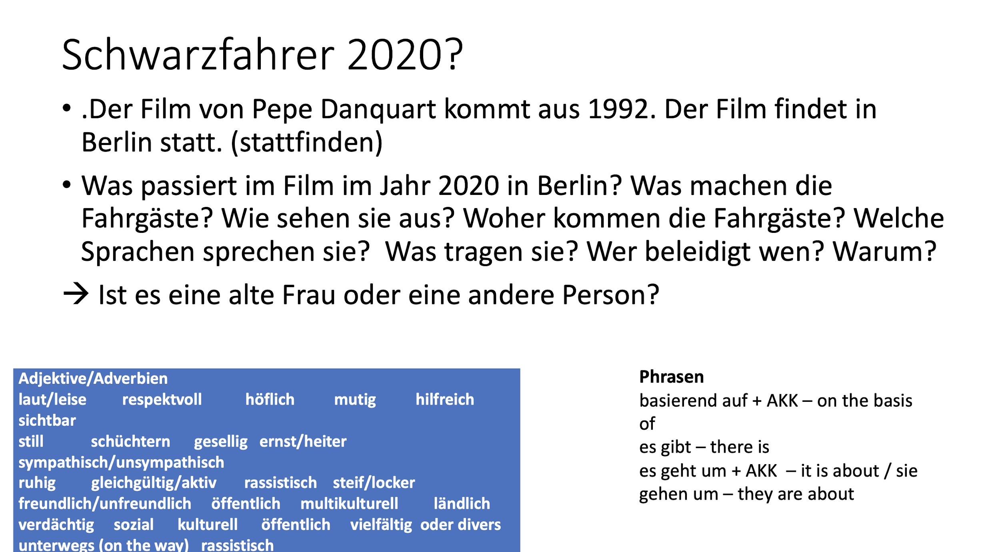 Schwarzfahrer 2020?
• .Der Film von Pepe Danquart kommt aus 1992. Der Film findet in
Berlin statt. (stattfinden)
• Was passiert im Film im Jahr 2020 in Berlin? Was machen die
Fahrgäste? Wie sehen sie aus? Woher kommen die Fahrgäste? Welche
Sprachen sprechen sie?  Was tragen sie? Wer beleidigt wen? Warum?
→ Ist es eine alte Frau oder eine andere Person?
Adjektive/Adverbien
laut/leise respektvoll höflich mutig hilfreich
sichtbar
still schüchtern gesellig ernst/heiter
sympathisch/unsympathisch
ruhig gleichgültig/aktiv rassistisch steif/locker
freundlich/unfreundlich öffentlich multikulturell ländlich
verdächtig sozial kulturell öffentlich vielfältig oder divers
unterwegs (on the way) rassistisch
Phrasen
basierend auf + AKK – on the basis
of
es gibt – there is
es geht um + AKK – it is about / sie
gehen um – they are about